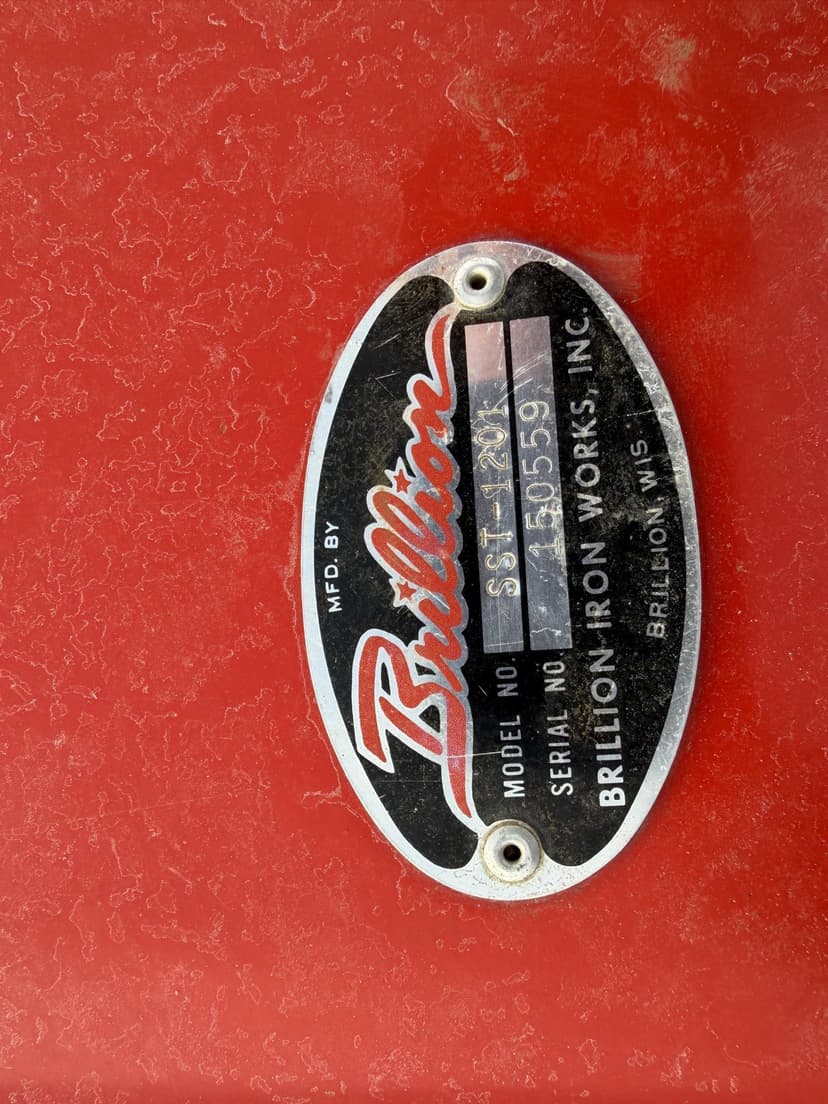 MFD. BY
Brillion
MODEL NO. SST-1201
SERIAL NO. 150559
BRILLION IRON WORKS, INC.
BRILLION, WIS.